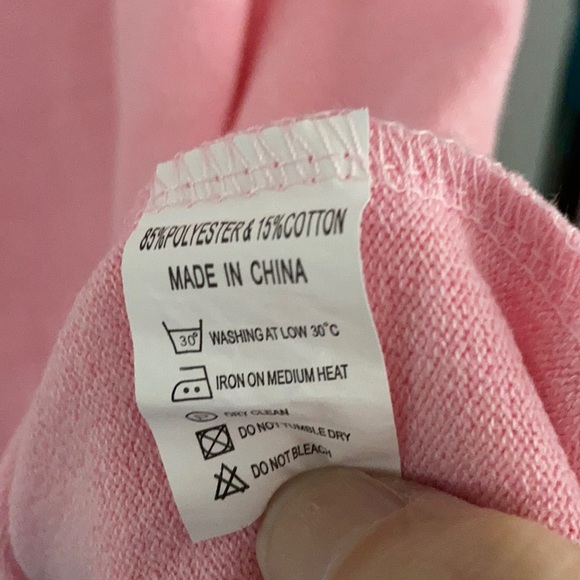 85%POLYESTER & 15%COTTON
MADE IN CHINA
30° WASHING AT LOW 30°C
IRON ON MEDIUM HEAT
DRY CLEAN
DO NOT TUMBLE DRY
DO NOT BLEACH